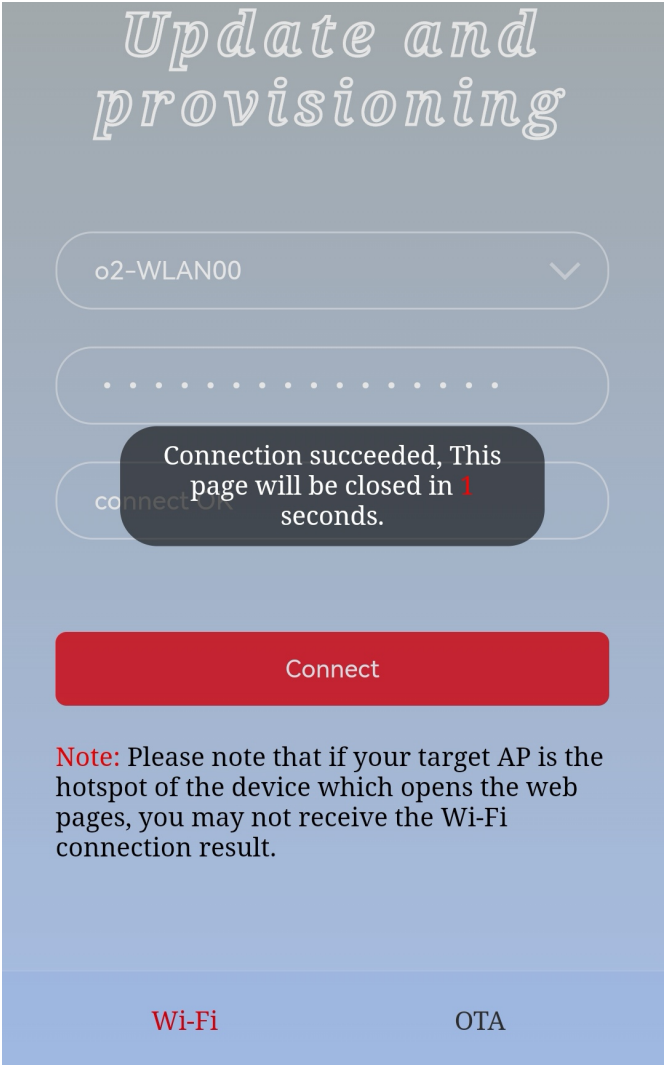 Update and
provisioning
o2-WLAN00
• • • • • • • • • • • • • • • •
Connection succeeded, This
page will be closed in 1
seconds.
connect OK
Connect
Note: Please note that if your target AP is the
hotspot of the device which opens the web
pages, you may not receive the Wi-Fi
connection result.
Wi-Fi
OTA